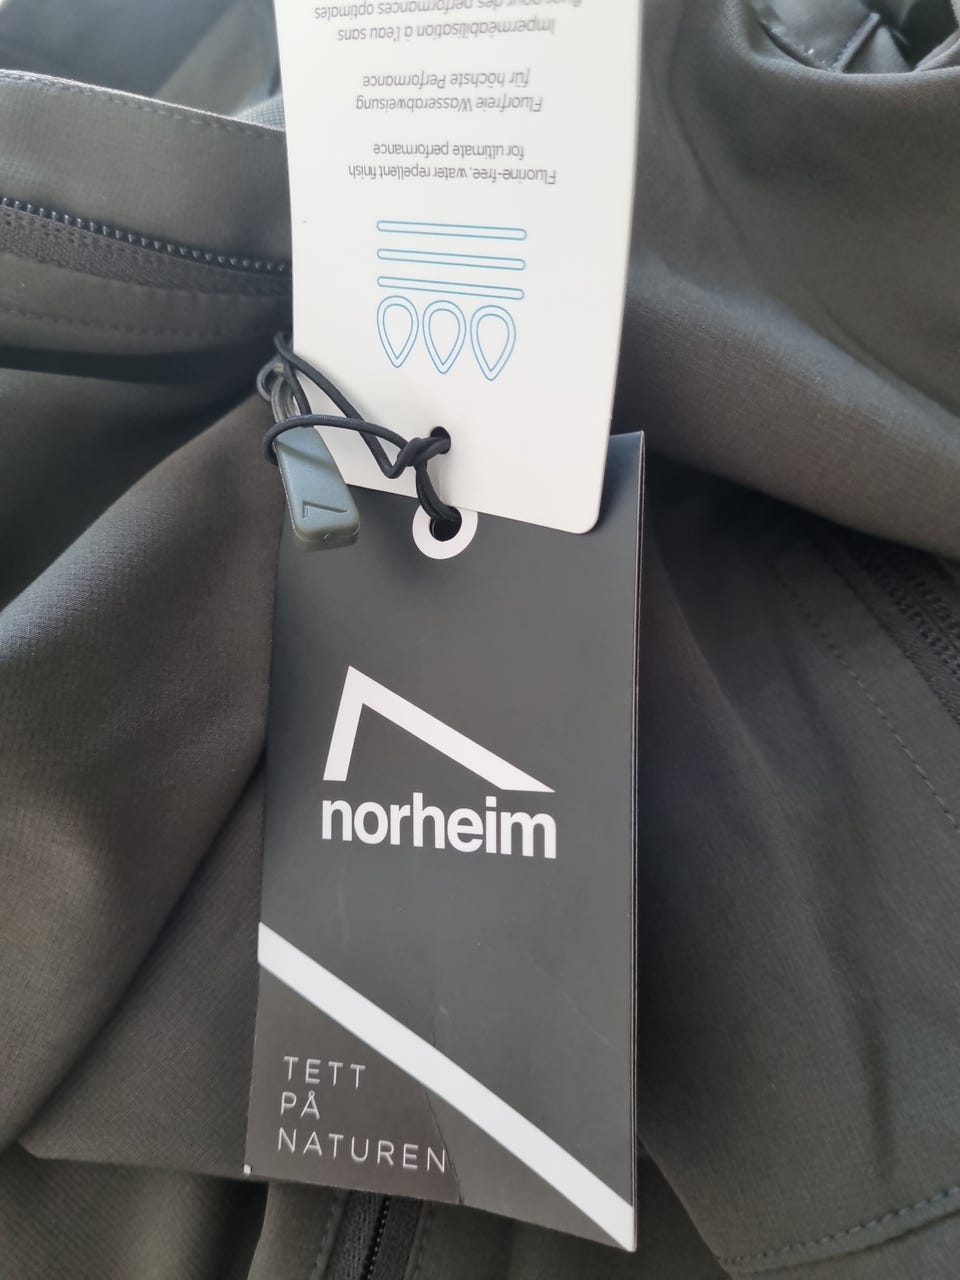 Fluorine-free, water repellent finish
for ultimate performance
Fluorfreie Wasserabweisung
für höchste Performance
Imperméabilisation à l'eau sans
pour des performances optimales
norheim
TETT
PÅ
NATUREN